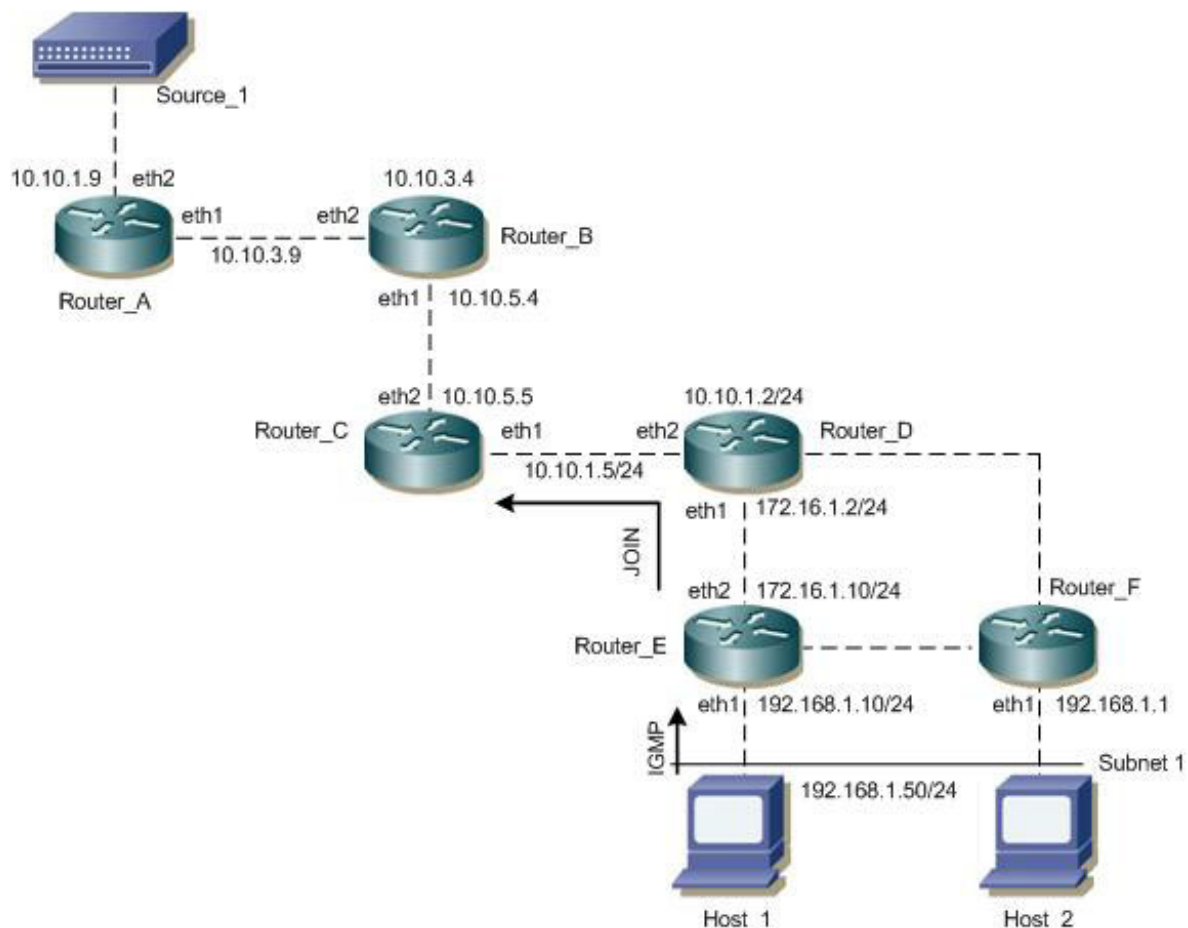 Source_1
10.10.1.9 eth2
10.10.3.4
eth1 eth2
Router_B
10.10.3.9
Router_A
eth1 10.10.5.4
eth2 10.10.5.5
10.10.1.2/24
Router_C
eth1 eth2
Router_D
10.10.1.5/24
eth1 172.16.1.2/24
JOIN
eth2 172.16.1.10/24
Router_F
Router_E
eth1 192.168.1.10/24
eth1 192.168.1.1
IGMP
Subnet 1
192.168.1.50/24
Host_1
Host_2